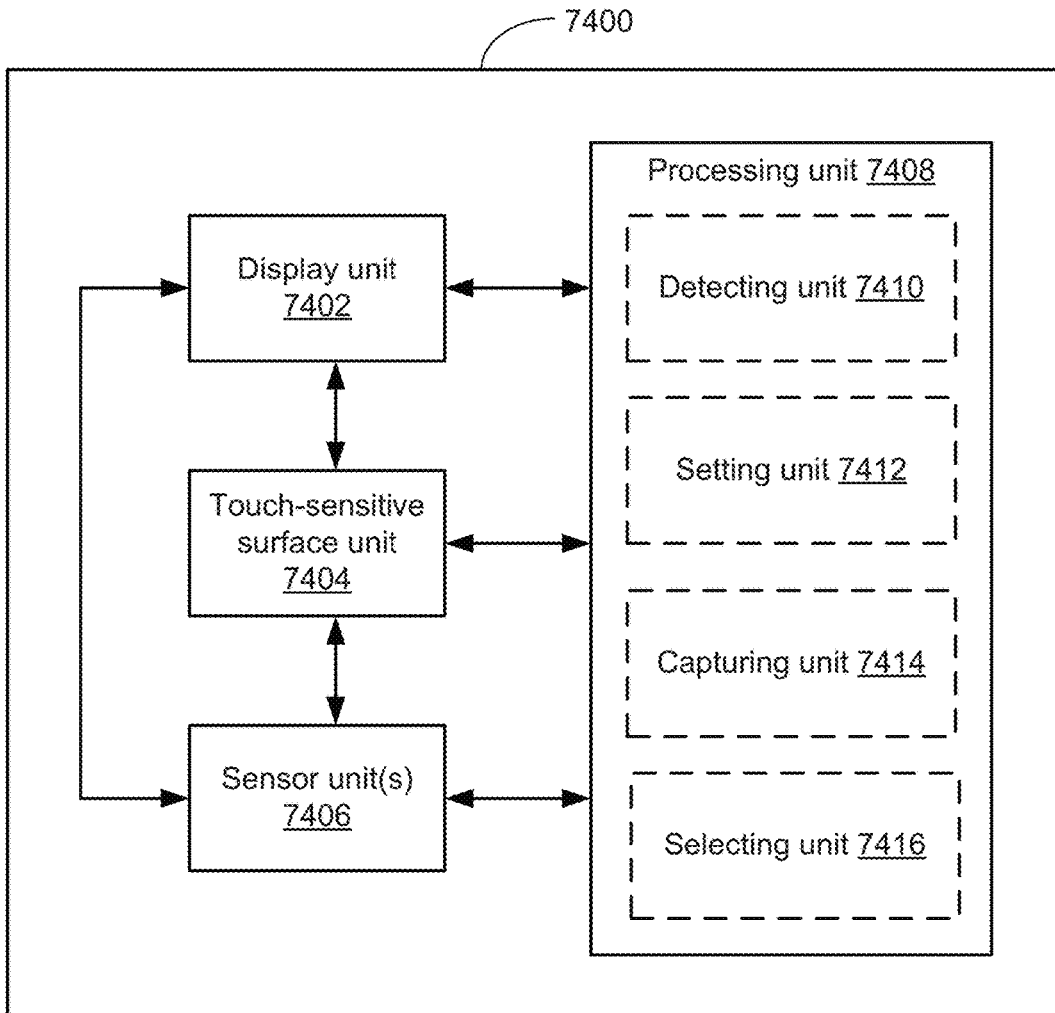 7400
Processing unit 7408
Display unit
7402
Detecting unit 7410
Setting unit 7412
Touch-sensitive
surface unit
7404
Capturing unit 7414
Sensor unit(s)
7406
Selecting unit 7416